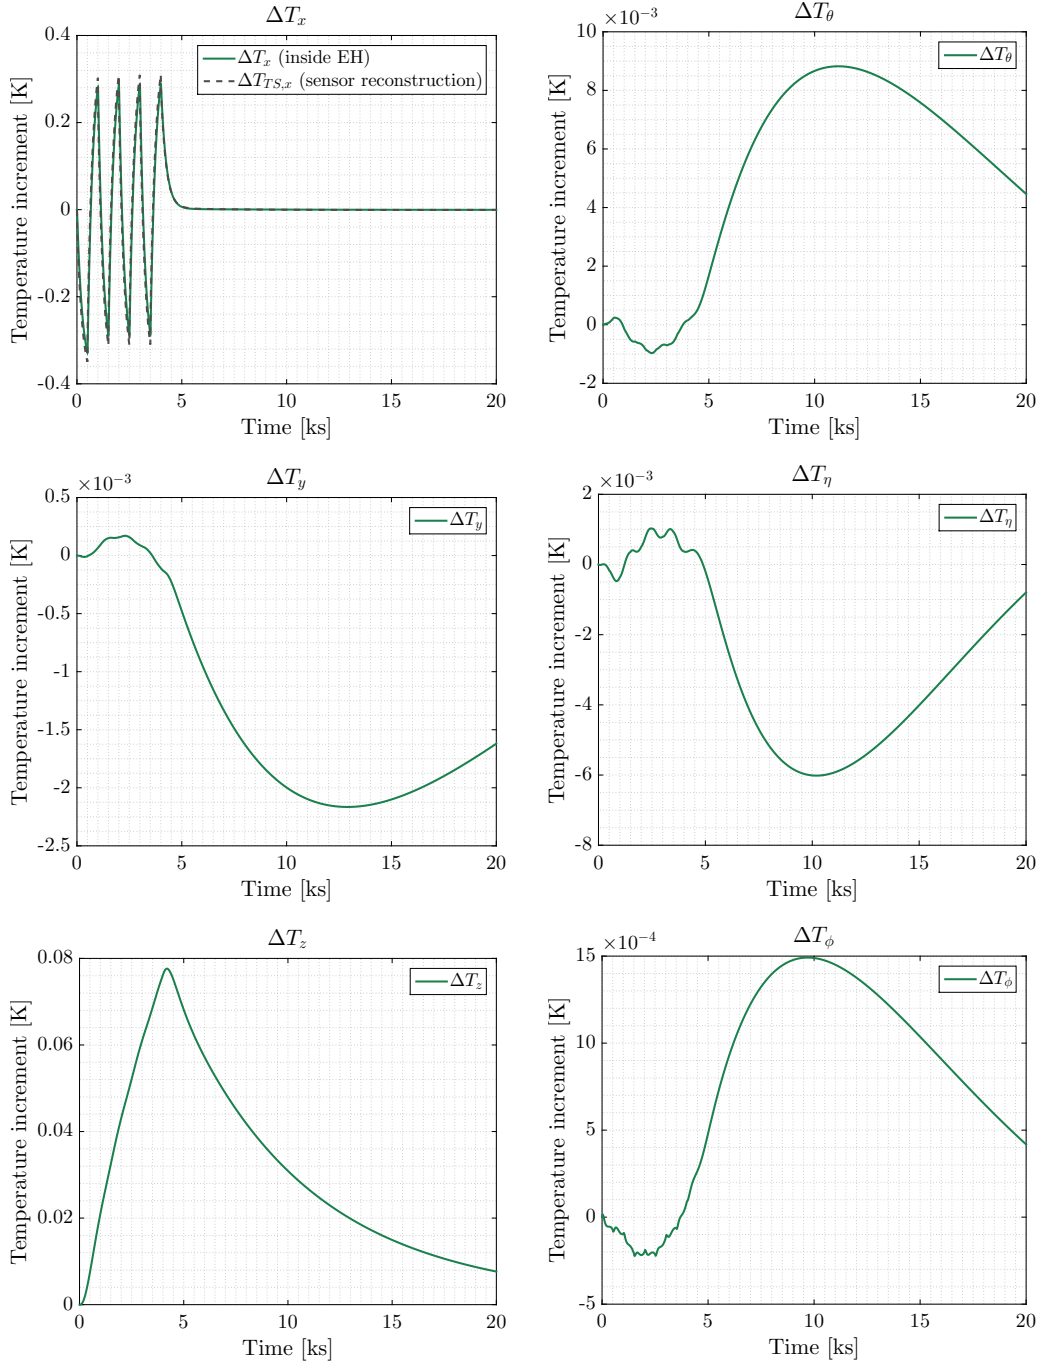 ΔT_x
Temperature increment [K]
0.4
0.2
0
-0.2
-0.4
ΔT_x (inside EH)
ΔT_{TS,x} (sensor reconstruction)
0 5 10 15 20
Time [ks]
ΔT_θ
×10⁻³
Temperature increment [K]
10
8
6
4
2
0
-2
ΔT_θ
0 5 10 15 20
Time [ks]
ΔT_y
×10⁻³
Temperature increment [K]
0.5
0
-0.5
-1
-1.5
-2
-2.5
ΔT_y
0 5 10 15 20
Time [ks]
ΔT_η
×10⁻³
Temperature increment [K]
2
0
-2
-4
-6
-8
ΔT_η
0 5 10 15 20
Time [ks]
ΔT_z
Temperature increment [K]
0.08
0.06
0.04
0.02
0
ΔT_z
0 5 10 15 20
Time [ks]
ΔT_ϕ
×10⁻⁴
Temperature increment [K]
15
10
5
0
-5
ΔT_ϕ
0 5 10 15 20
Time [ks]